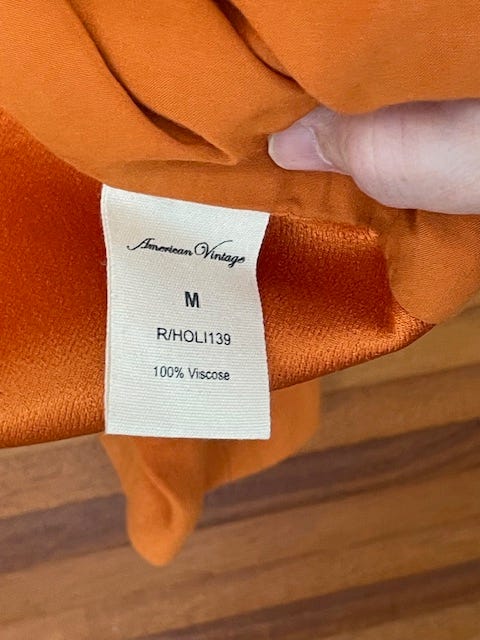 American Vintage
M
R/HOLI139
100% Viscose